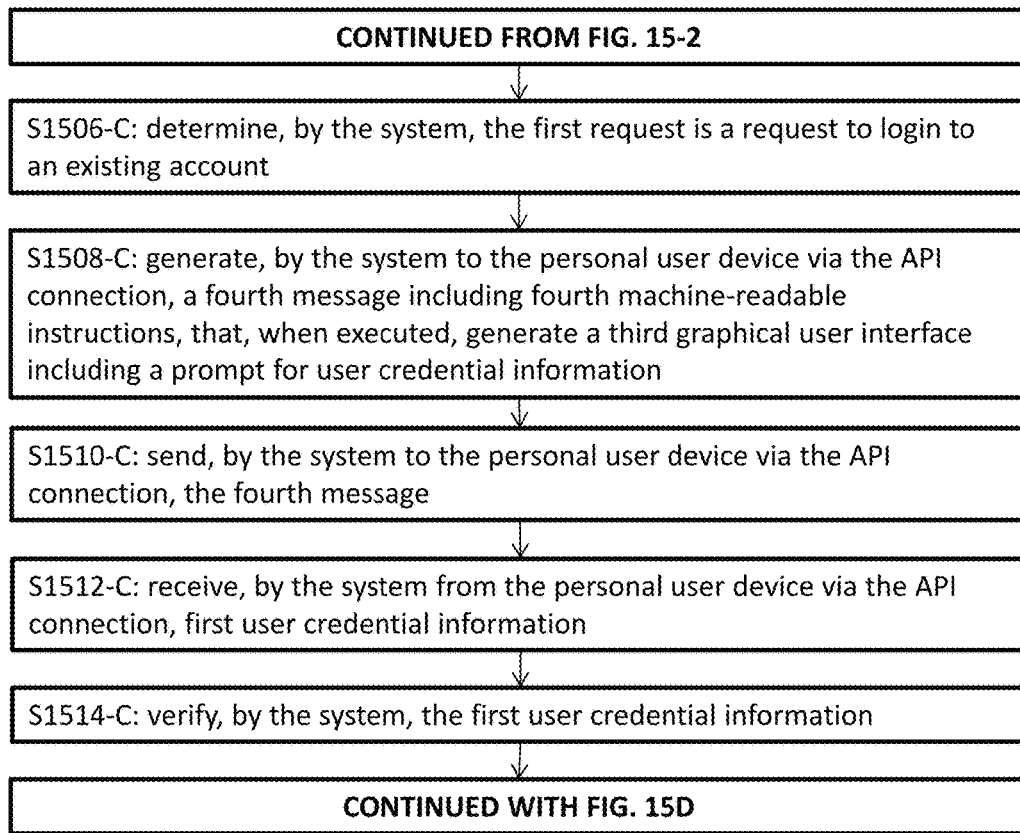 CONTINUED FROM FIG. 15-2
S1506-C: determine, by the system, the first request is a request to login to
an existing account
S1508-C: generate, by the system to the personal user device via the API
connection, a fourth message including fourth machine-readable
instructions, that, when executed, generate a third graphical user interface
including a prompt for user credential information
S1510-C: send, by the system to the personal user device via the API
connection, the fourth message
S1512-C: receive, by the system from the personal user device via the API
connection, first user credential information
S1514-C: verify, by the system, the first user credential information
CONTINUED WITH FIG. 15D